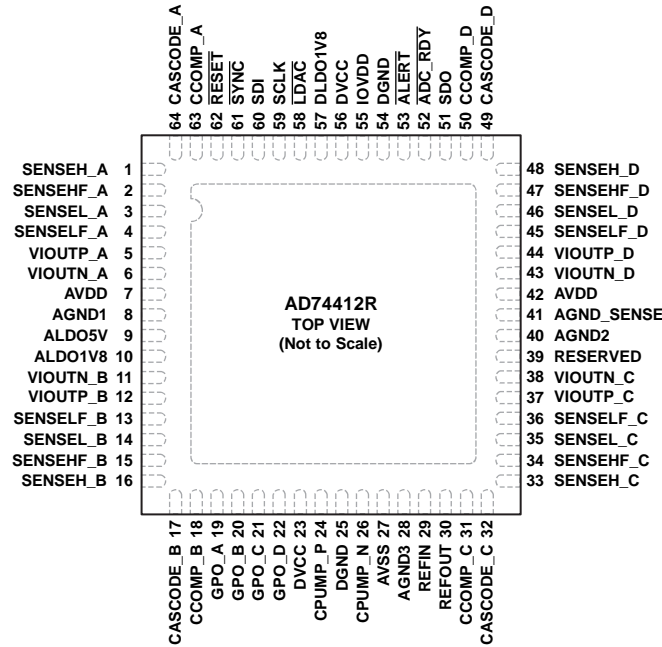 64 CASCODE_A
63 CCOMP_A
62 RESET
61 SYNC
60 SDI
59 SCLK
58 LDAC
57 DLDO1V8
56 DVCC
55 IOVDD
54 DGND
53 ALERT
52 ADC_RDY
51 SDO
50 CCOMP_D
49 CASCODE_D
SENSEH_A 1
SENSEHF_A 2
SENSEL_A 3
SENSELF_A 4
VIOUTP_A 5
VIOUTN_A 6
AVDD 7
AGND1 8
ALDO5V 9
ALDO1V8 10
VIOUTN_B 11
VIOUTP_B 12
SENSELF_B 13
SENSEL_B 14
SENSEHF_B 15
SENSEH_B 16
AD74412R
TOP VIEW
(Not to Scale)
48 SENSEH_D
47 SENSEHF_D
46 SENSEL_D
45 SENSELF_D
44 VIOUTP_D
43 VIOUTN_D
42 AVDD
41 AGND_SENSE
40 AGND2
39 RESERVED
38 VIOUTN_C
37 VIOUTP_C
36 SENSELF_C
35 SENSEL_C
34 SENSEHF_C
33 SENSEH_C
CASCODE_B 17
CCOMP_B 18
GPO_A 19
GPO_B 20
GPO_C 21
GPO_D 22
DVCC 23
CPUMP_P 24
DGND 25
CPUMP_N 26
AVSS 27
AGND3 28
REFIN 29
REFOUT 30
CCOMP_C 31
CASCODE_C 32